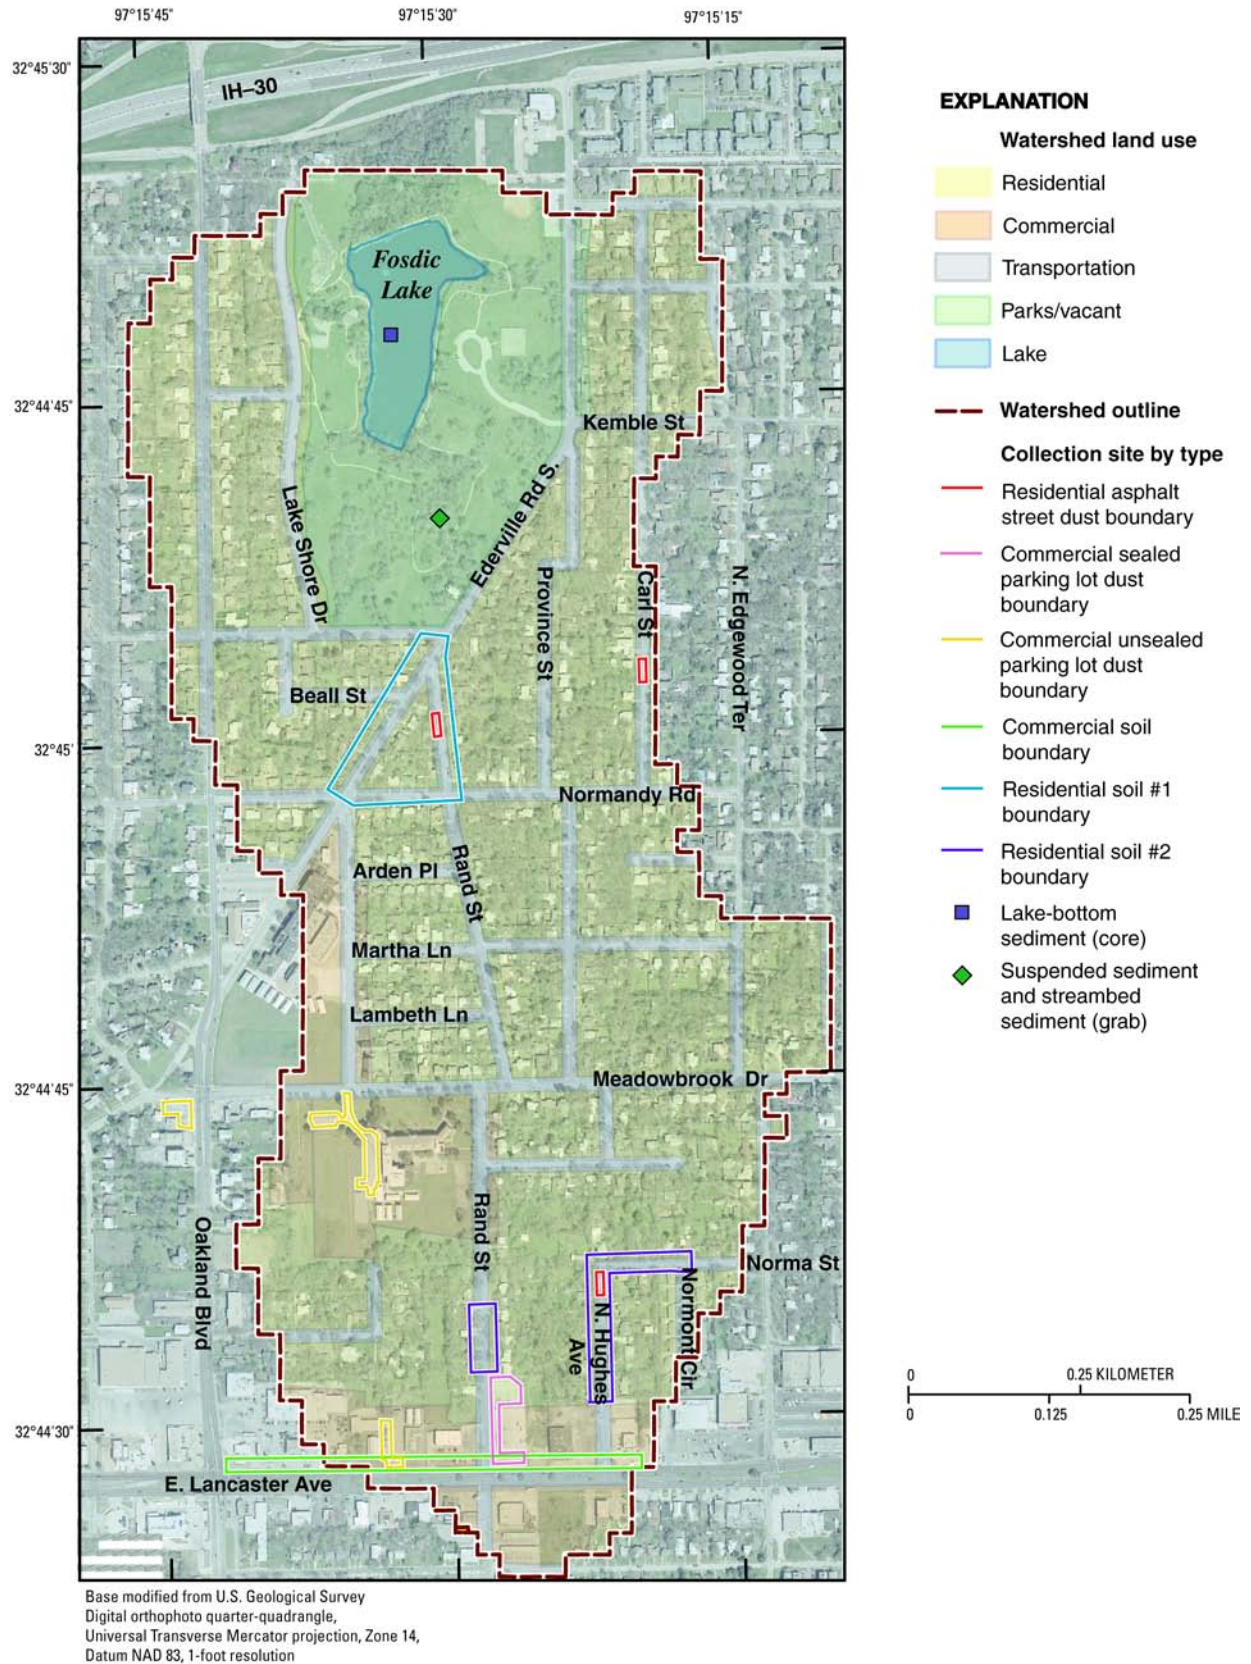 97°15'45"
97°15'30"
97°15'15"
32°45'30"
IH–30
Fosdic
Lake
32°44'45"
Kemble St
Ederville Rd S.
Lake Shore Dr
Province St
Carl St
N. Edgewood Ter
Beall St
32°45'
Normandy Rd
Arden Pl
Rand St
Martha Ln
Lambeth Ln
32°44'45"
Meadowbrook Dr
Oakland Blvd
Rand St
Norma St
N. Hughes
Ave
Normont Cir
32°44'30"
E. Lancaster Ave
EXPLANATION
Watershed land use
Residential
Commercial
Transportation
Parks/vacant
Lake
Watershed outline
Collection site by type
Residential asphalt
street dust boundary
Commercial sealed
parking lot dust
boundary
Commercial unsealed
parking lot dust
boundary
Commercial soil
boundary
Residential soil #1
boundary
Residential soil #2
boundary
Lake-bottom
sediment (core)
Suspended sediment
and streambed
sediment (grab)
0 0.25 KILOMETER
0 0.125 0.25 MILE
Base modified from U.S. Geological Survey
Digital orthophoto quarter-quadrangle,
Universal Transverse Mercator projection, Zone 14,
Datum NAD 83, 1-foot resolution